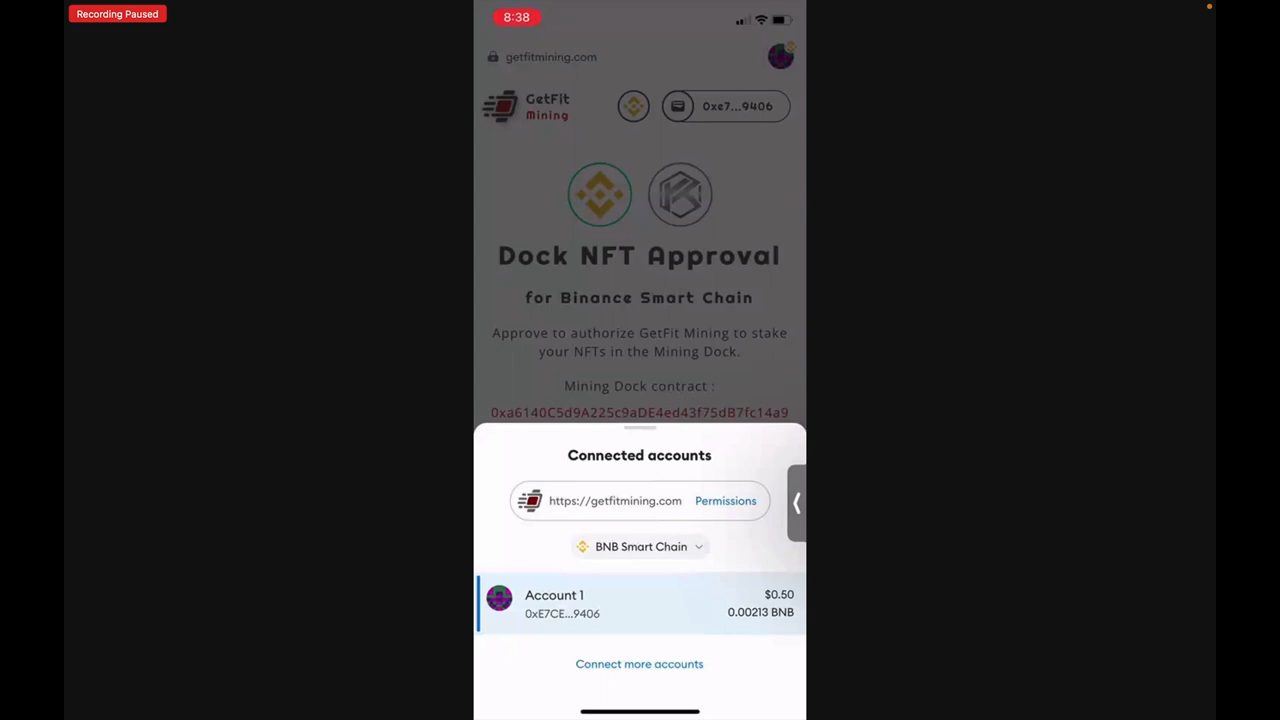 Recording Paused
8:38
getfitmining.com
GetFit
Mining
0xe7...9406
Dock NFT Approval
for Binance Smart Chain
Approve to authorize GetFit Mining to stake
your NFTs in the Mining Dock.
Mining Dock contract :
0xa6140C5d9A225c9aDE4ed43f75dB7fc14a9
Connected accounts
https://getfitmining.com Permissions
BNB Smart Chain
Account 1 $0.50
0xE7CE...9406 0.00213 BNB
Connect more accounts